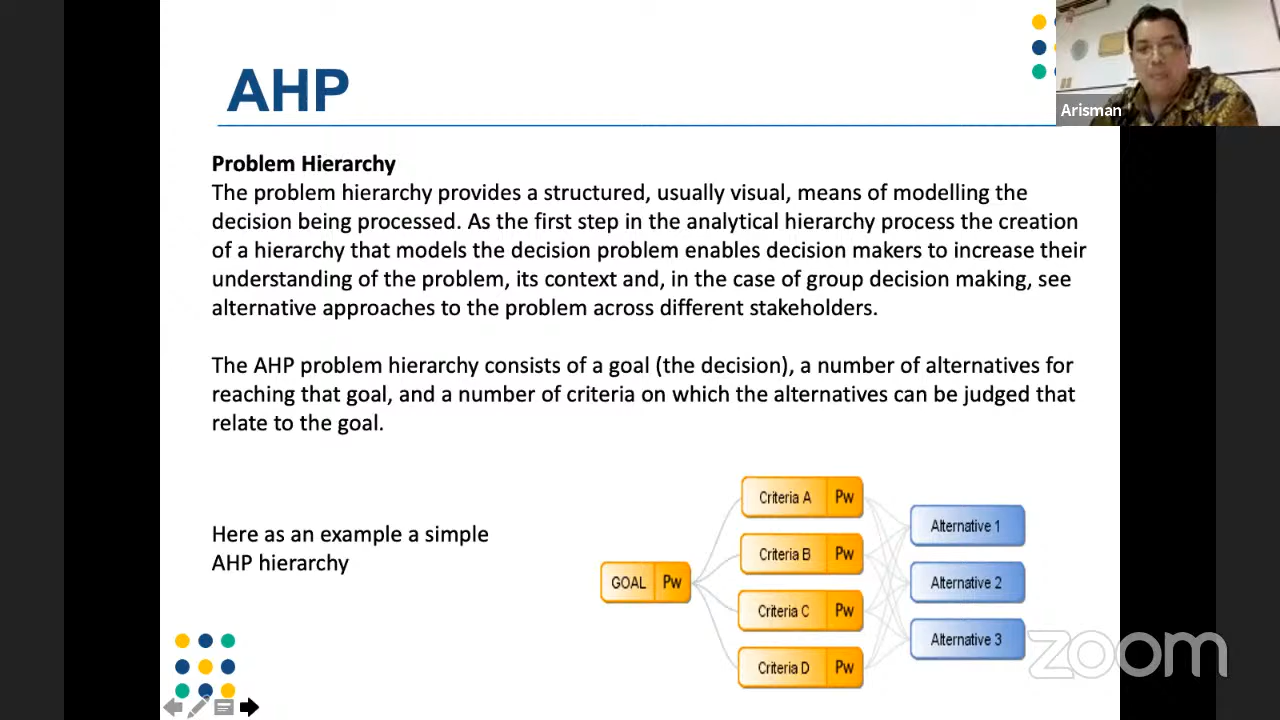 AHP
Arisman
Problem Hierarchy
The problem hierarchy provides a structured, usually visual, means of modelling the
decision being processed. As the first step in the analytical hierarchy process the creation
of a hierarchy that models the decision problem enables decision makers to increase their
understanding of the problem, its context and, in the case of group decision making, see
alternative approaches to the problem across different stakeholders.
The AHP problem hierarchy consists of a goal (the decision), a number of alternatives for
reaching that goal, and a number of criteria on which the alternatives can be judged that
relate to the goal.
Here as an example a simple
AHP hierarchy
GOAL Pw
Criteria A Pw
Criteria B Pw
Criteria C Pw
Criteria D Pw
Alternative 1
Alternative 2
Alternative 3
zoom